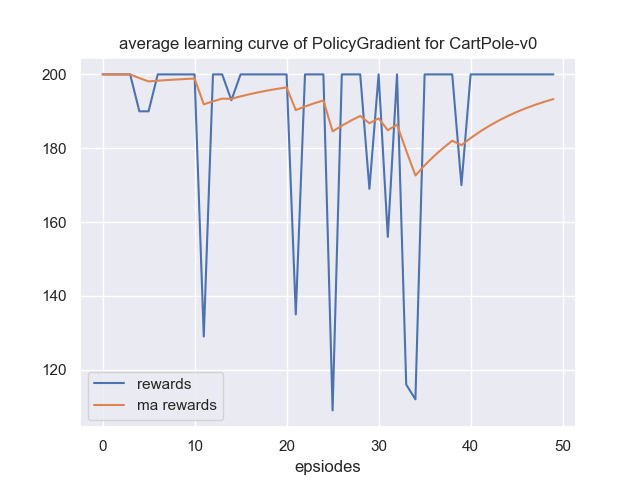 average learning curve of PolicyGradient for CartPole-v0
200
180
160
140
120
rewards
ma rewards
0 10 20 30 40 50
epsiodes